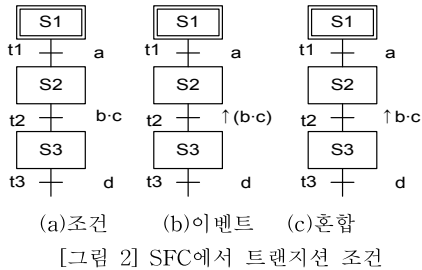 S1 S1 S1
t1 a t1 a t1 a
S2 S2 S2
t2 b·c t2 ↑(b·c) t2 ↑b·c
S3 S3 S3
t3 d t3 d t3 d
(a)조건 (b)이벤트 (c)혼합
[그림 2] SFC에서 트랜지션 조건